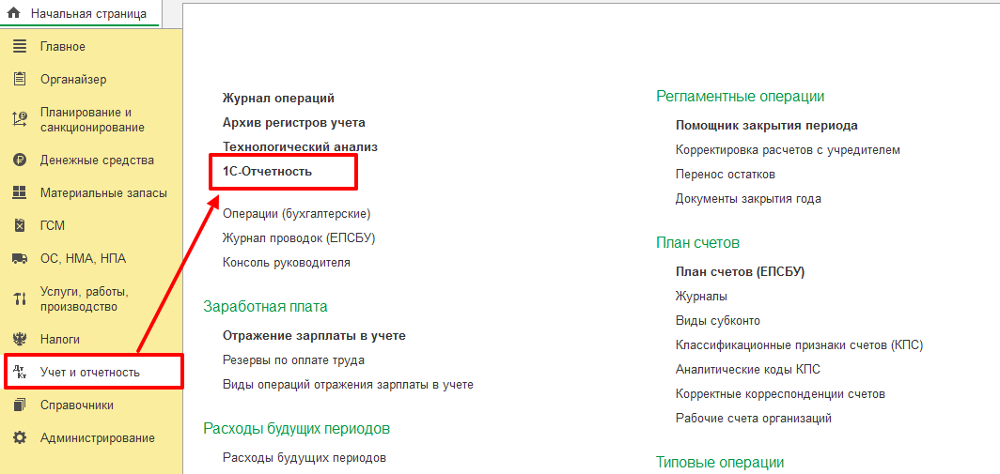 Начальная страница
Главное
Органайзер
Планирование и
санкционирование
Денежные средства
Материальные запасы
ГСМ
ОС, НМА, НПА
Услуги, работы,
производство
Налоги
Дт
Кт
Учет и отчетность
Справочники
Администрирование
Журнал операций
Архив регистров учета
Технологический анализ
1С-Отчетность
Операции (бухгалтерские)
Журнал проводок (ЕПСБУ)
Консоль руководителя
Заработная плата
Отражение зарплаты в учете
Резервы по оплате труда
Виды операций отражения зарплаты в учете
Расходы будущих периодов
Расходы будущих периодов
Регламентные операции
Помощник закрытия периода
Корректировка расчетов с учредителем
Перенос остатков
Документы закрытия года
План счетов
План счетов (ЕПСБУ)
Журналы
Виды субконто
Классификационные признаки счетов (КПС)
Аналитические коды КПС
Корректные корреспонденции счетов
Рабочие счета организаций
Типовые операции